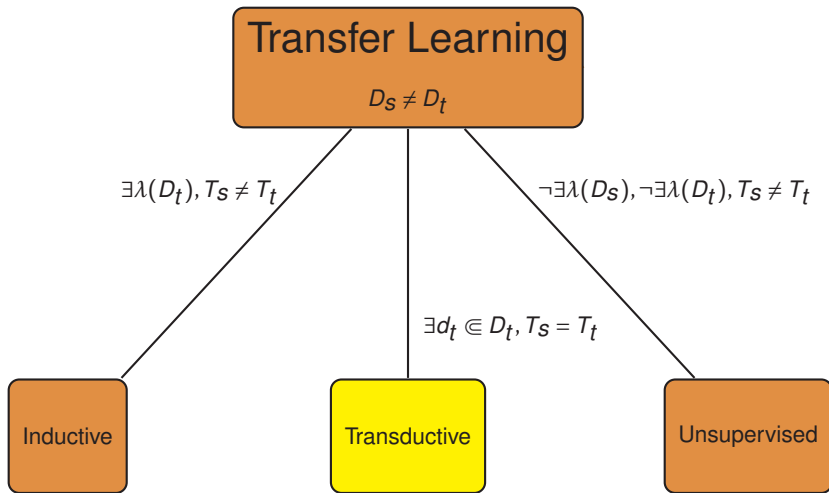 Transfer Learning
Ds ≠ Dt
∃λ(Dt), Ts ≠ Tt
¬∃λ(Ds), ¬∃λ(Dt), Ts ≠ Tt
∃dt ⋐ Dt, Ts = Tt
Inductive
Transductive
Unsupervised